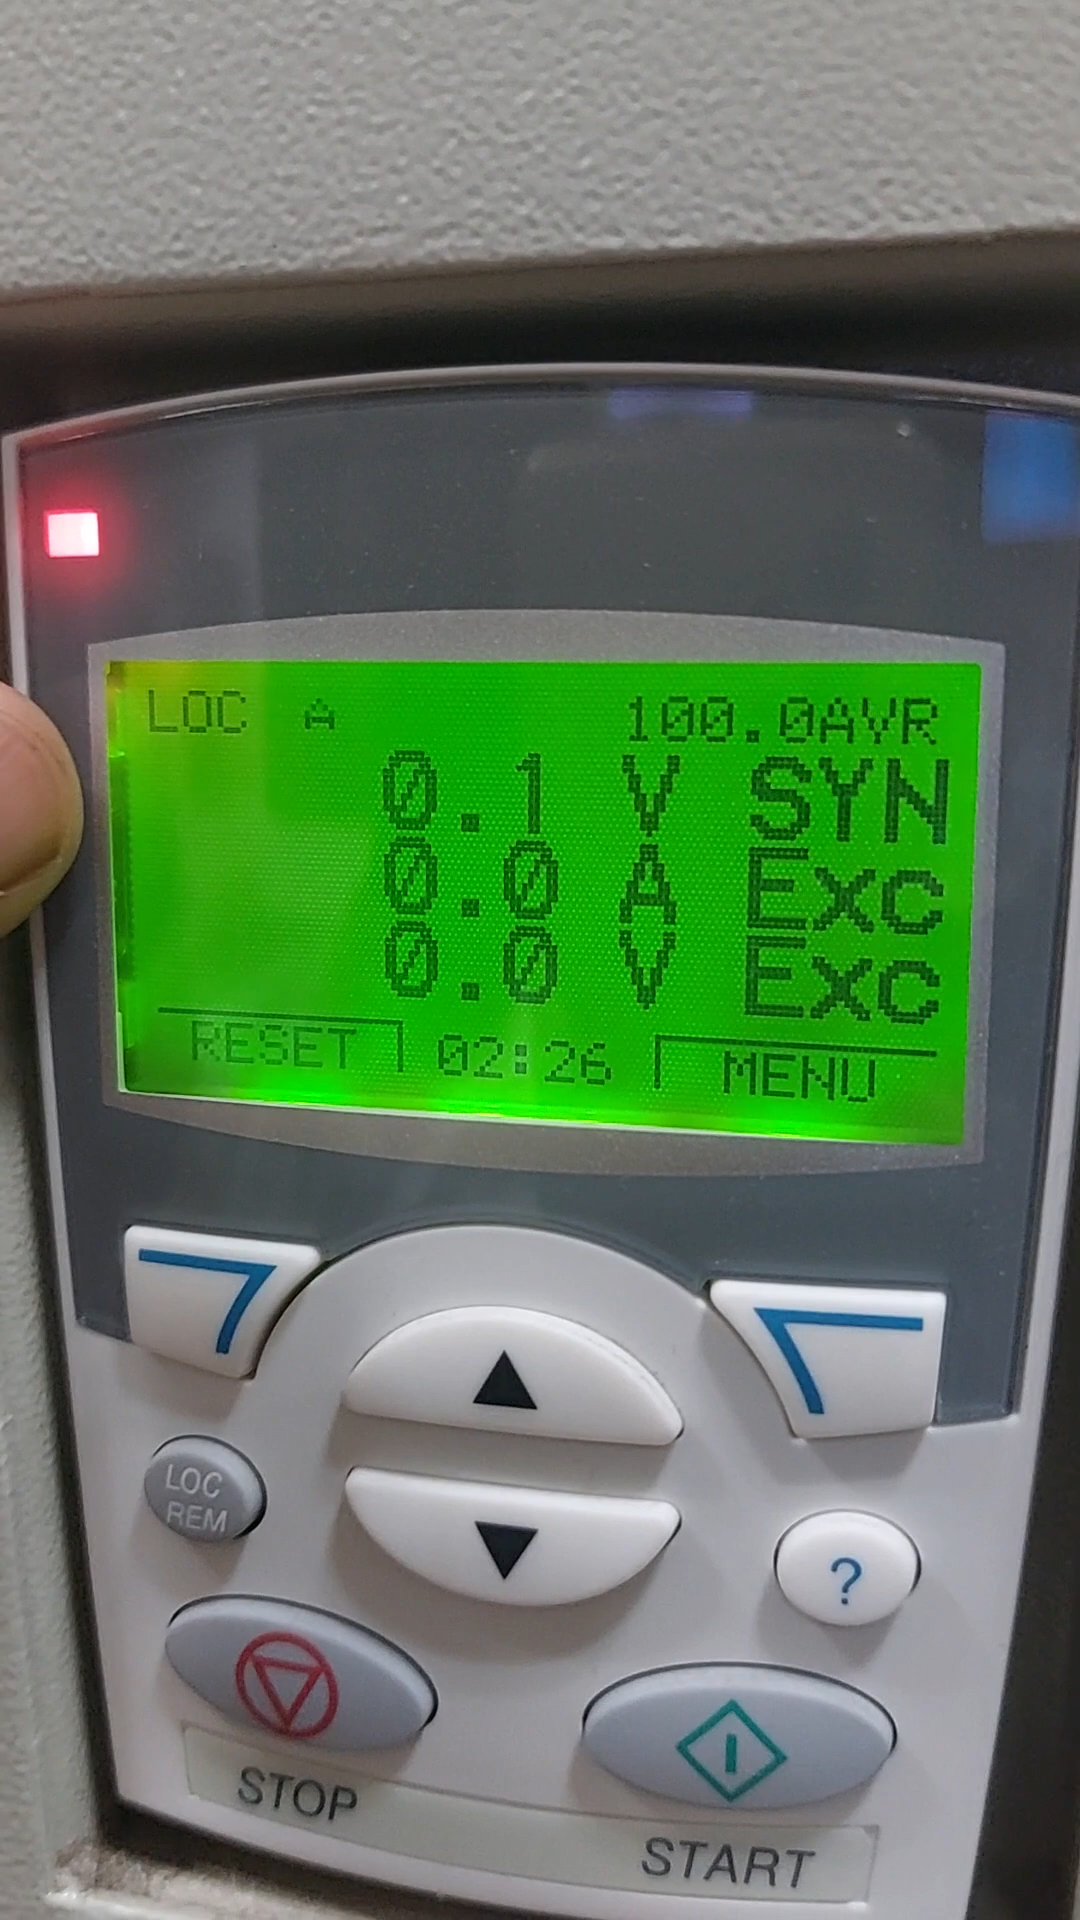 LOC A 100.0AVR
0.1 V SYN
0.0 A Exc
0.0 V Exc
RESET 02:26 MENU
LOC
REM
?
STOP
START